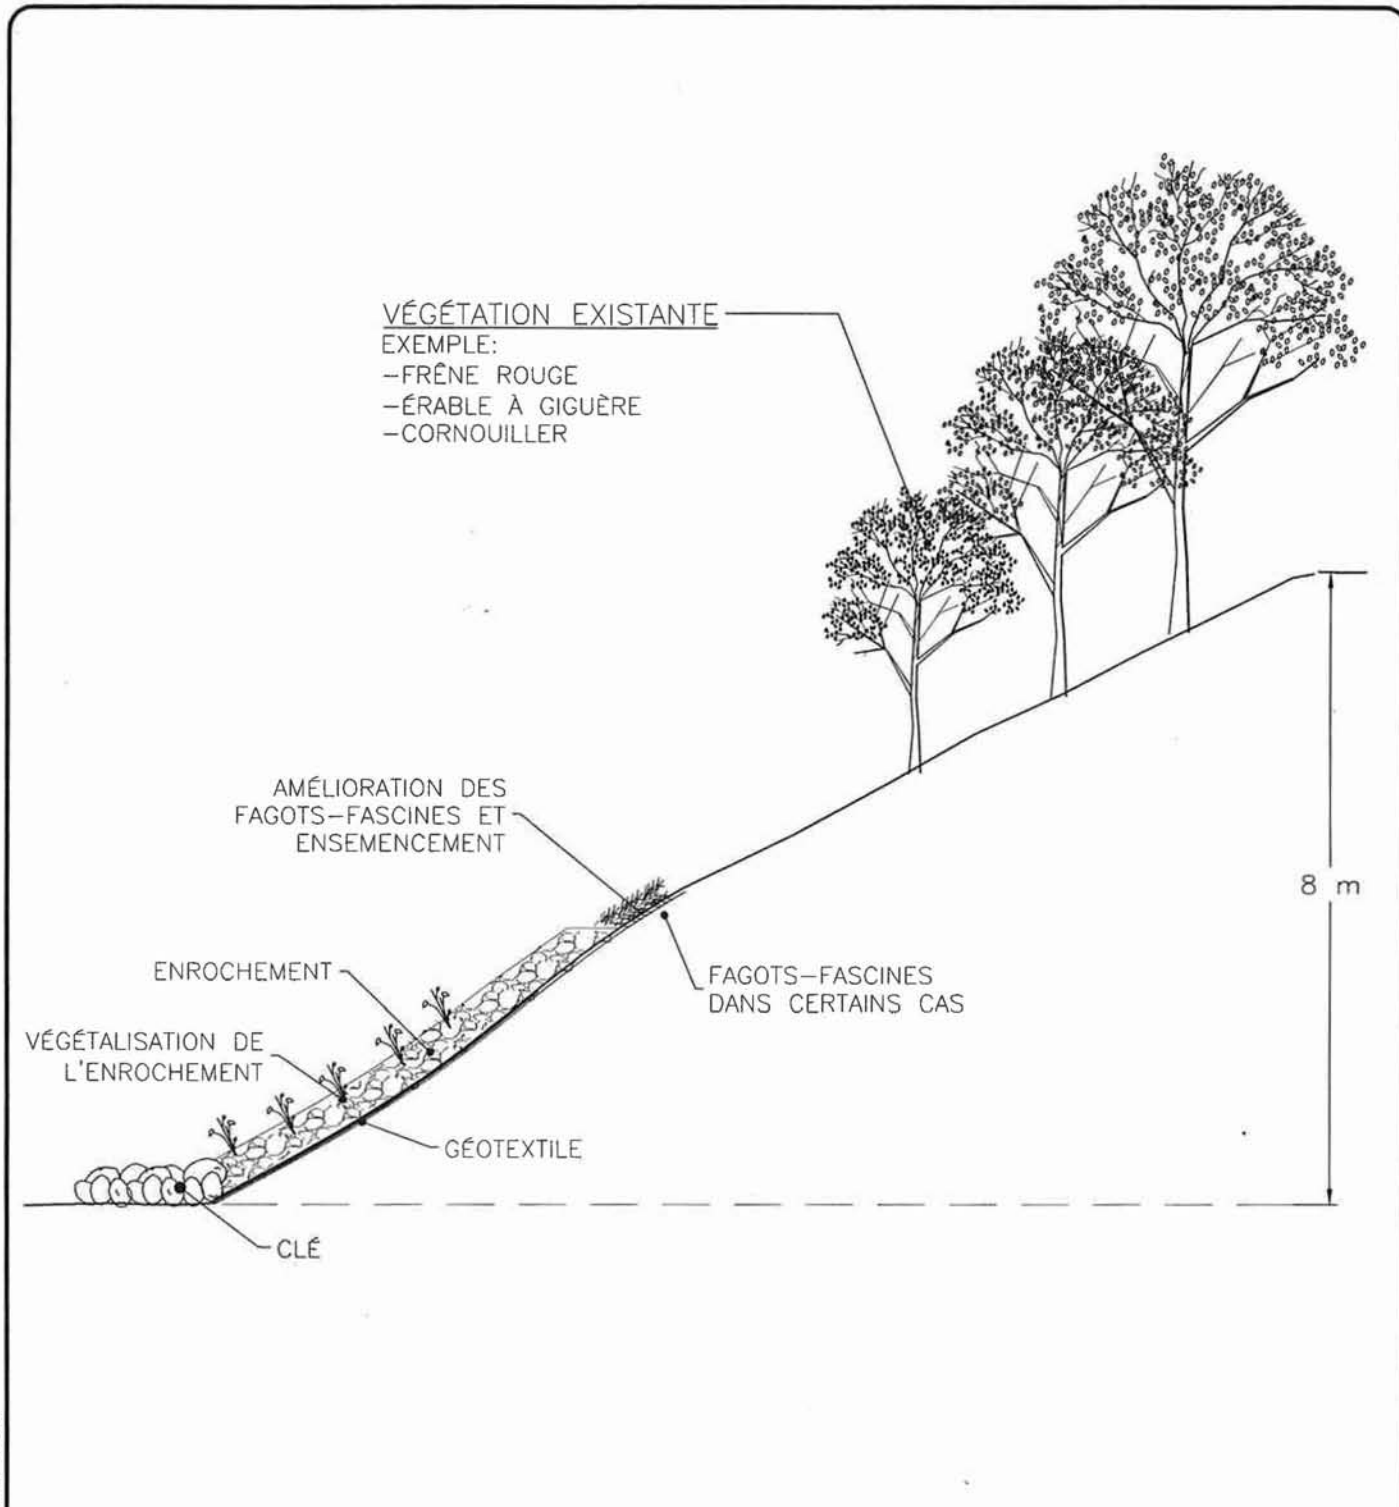 VÉGÉTATION EXISTANTE
EXEMPLE:
-FRÊNE ROUGE
-ÉRABLE À GIGUÈRE
-CORNOUILLER
AMÉLIORATION DES
FAGOTS-FASCINES ET
ENSEMENCEMENT
8 m
ENROCHEMENT
FAGOTS-FASCINES
DANS CERTAINS CAS
VÉGÉTALISATION DE
L'ENROCHEMENT
GÉOTEXTILE
CLÉ